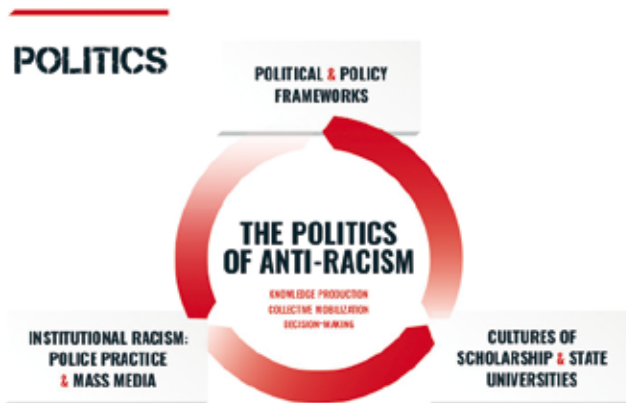 POLITICS
POLITICAL & POLICY
FRAMEWORKS
THE POLITICS
OF ANTI-RACISM
KNOWLEDGE PRODUCTION
COLLECTIVE MOBILIZATION
DECISION-MAKING
INSTITUTIONAL RACISM:
POLICE PRACTICE
& MASS MEDIA
CULTURES OF
SCHOLARSHIP & STATE
UNIVERSITIES